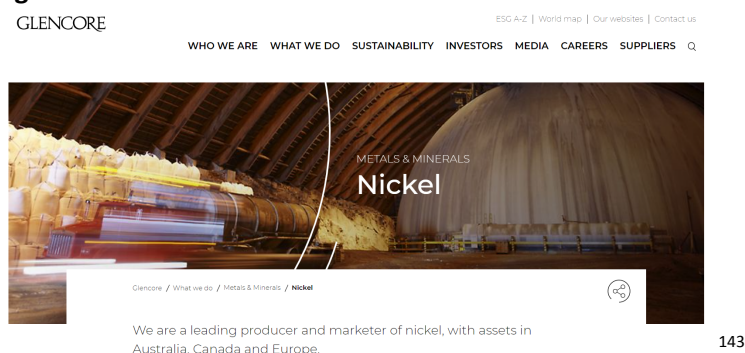 GLENCORE
ESG A-Z | World map | Our websites | Contact us
WHO WE ARE WHAT WE DO SUSTAINABILITY INVESTORS MEDIA CAREERS SUPPLIERS
METALS & MINERALS
Nickel
Glencore / What we do / Metals & Minerals / Nickel
We are a leading producer and marketer of nickel, with assets in
Australia, Canada and Europe.
143